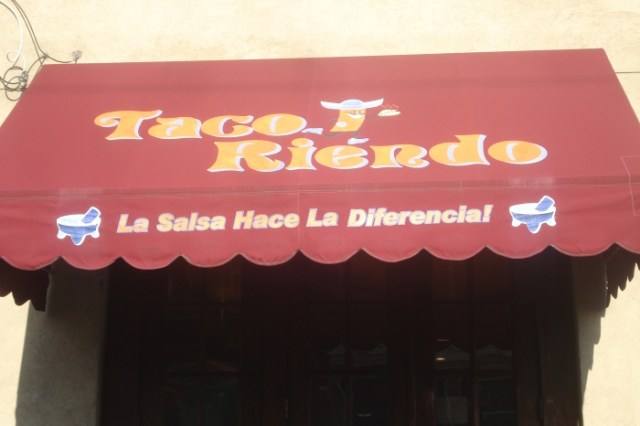 Taco
Riéndo
La Salsa Hace La Diferencia!